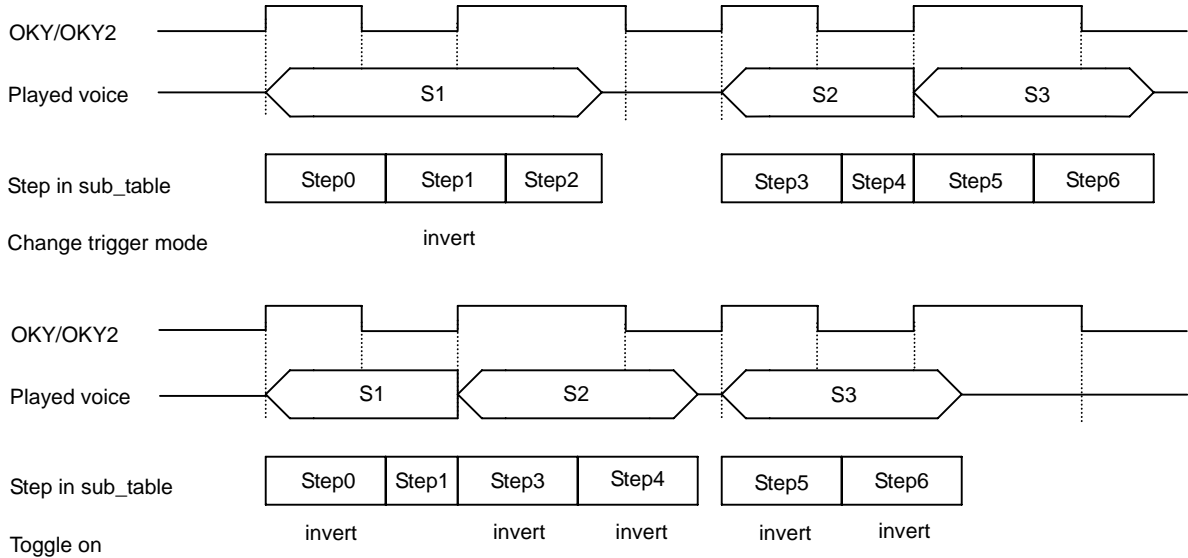 OKY/OKY2
Played voice S1 S2 S3
Step in sub_table Step0 Step1 Step2 Step3 Step4 Step5 Step6
Change trigger mode invert
OKY/OKY2
Played voice S1 S2 S3
Step in sub_table Step0 Step1 Step3 Step4 Step5 Step6
Toggle on invert invert invert invert invert